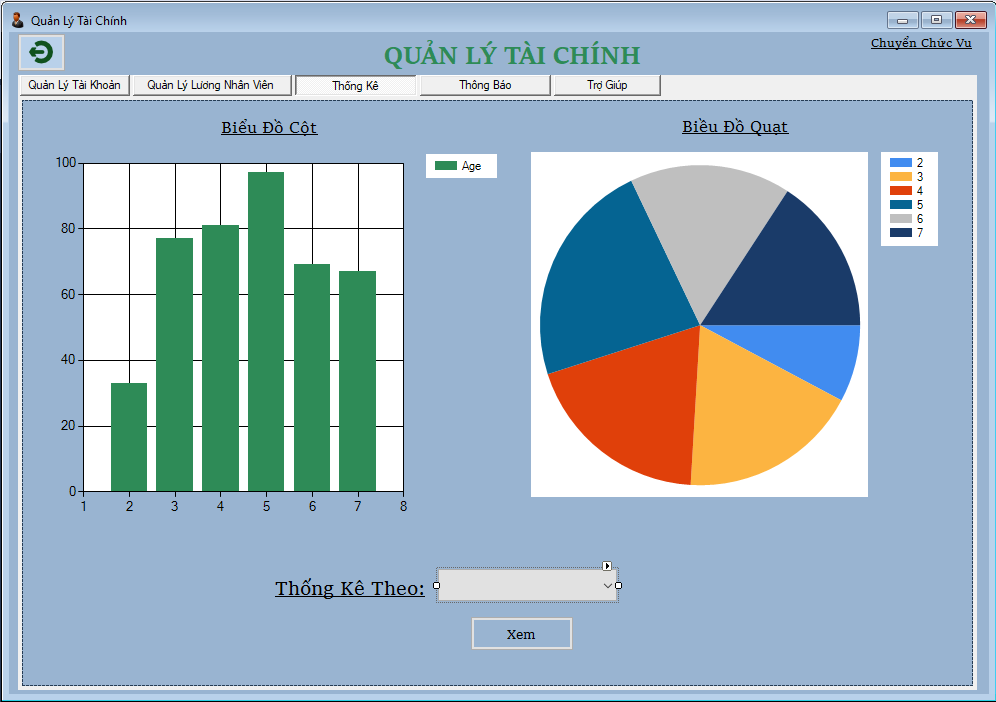 Quản Lý Tài Chính
QUẢN LÝ TÀI CHÍNH
Chuyển Chức Vu
Quản Lý Tài Khoản
Quản Lý Lương Nhân Viên
Thống Kê
Thông Báo
Trợ Giúp
Biểu Đồ Cột
Biều Đồ Quạt
100
80
60
40
20
0
1 2 3 4 5 6 7 8
Age
2
3
4
5
6
7
Thống Kê Theo:
Xem